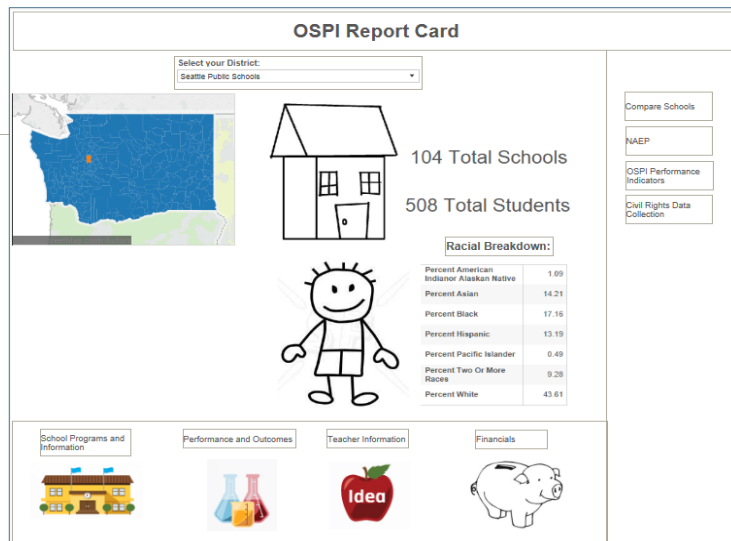 OSPI Report Card
Select your District:
Seattle Public Schools
104 Total Schools
508 Total Students
Racial Breakdown:
Percent American
Indianor Alaskan Native 1.09
Percent Asian 14.21
Percent Black 17.16
Percent Hispanic 13.19
Percent Pacific Islander 0.49
Percent Two Or More
Races 9.28
Percent White 43.61
Compare Schools
NAEP
OSPI Performance
Indicators
Civil Rights Data
Collection
School Programs and
Information
Performance and Outcomes
Teacher Information
Financials
Idea